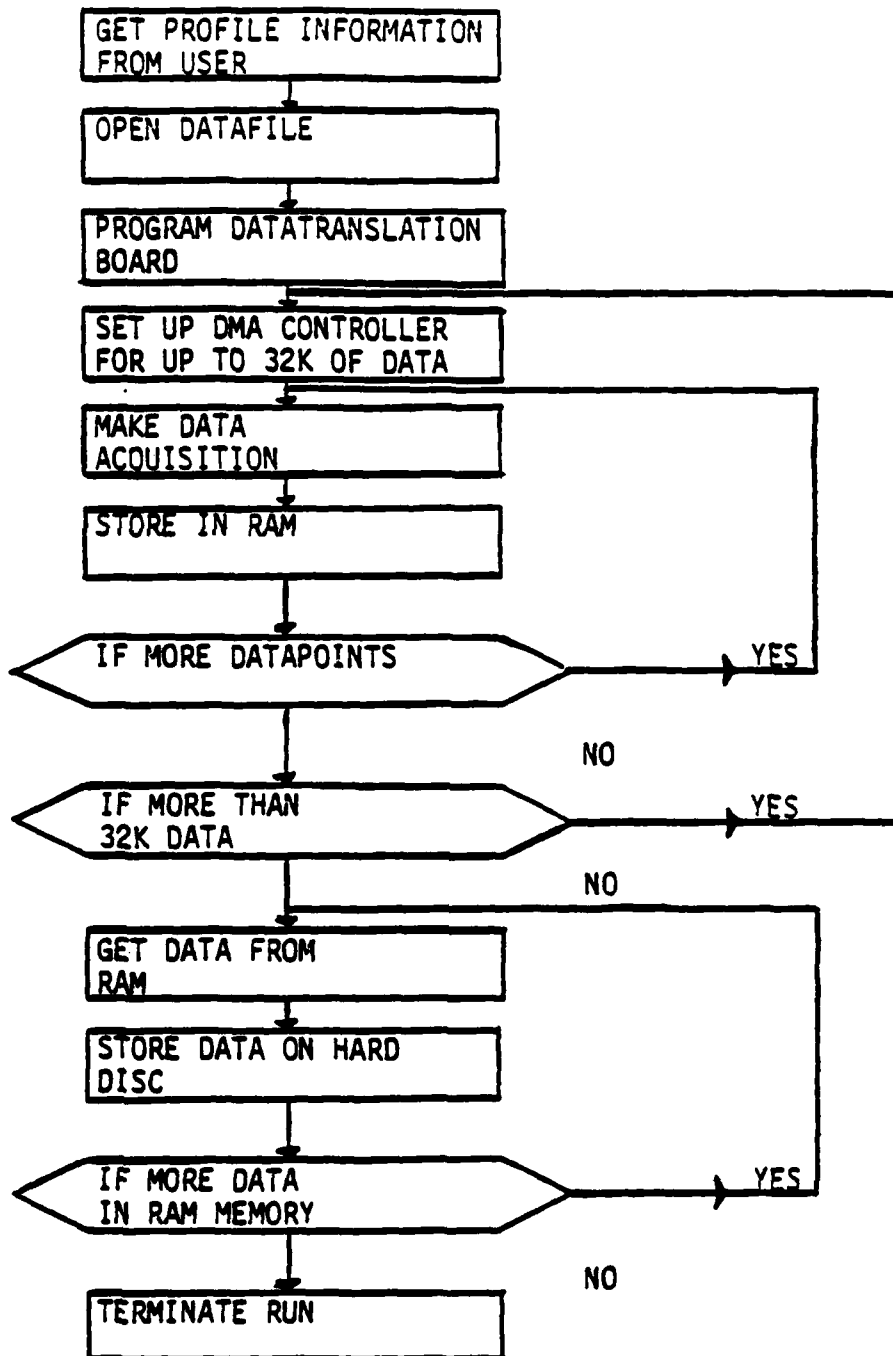 GET PROFILE INFORMATION
FROM USER
OPEN DATAFILE
PROGRAM DATATRANSLATION
BOARD
SET UP DMA CONTROLLER
FOR UP TO 32K OF DATA
MAKE DATA
ACQUISITION
STORE IN RAM
IF MORE DATAPOINTS
YES
NO
IF MORE THAN
32K DATA
YES
NO
GET DATA FROM
RAM
STORE DATA ON HARD
DISC
IF MORE DATA
IN RAM MEMORY
YES
NO
TERMINATE RUN